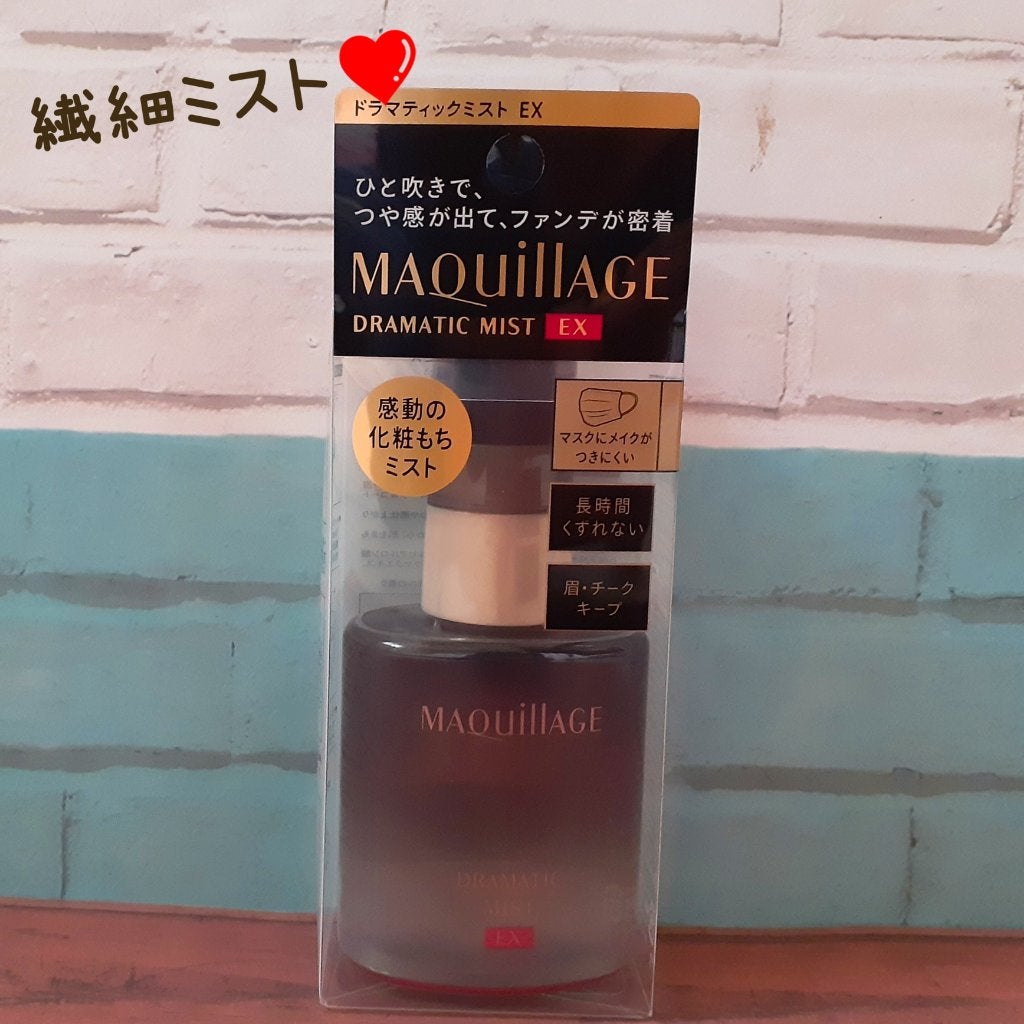 繊細ミスト
ドラマティックミスト EX
ひと吹きで、
つや感が出て、ファンデが密着
MAQuillAGE
DRAMATIC MIST EX
感動の
化粧もち
ミスト
マスクにメイクが
つきにくい
長時間
くずれない
眉・チーク
キープ
MAQuillAGE
DRAMATIC
MIST
EX